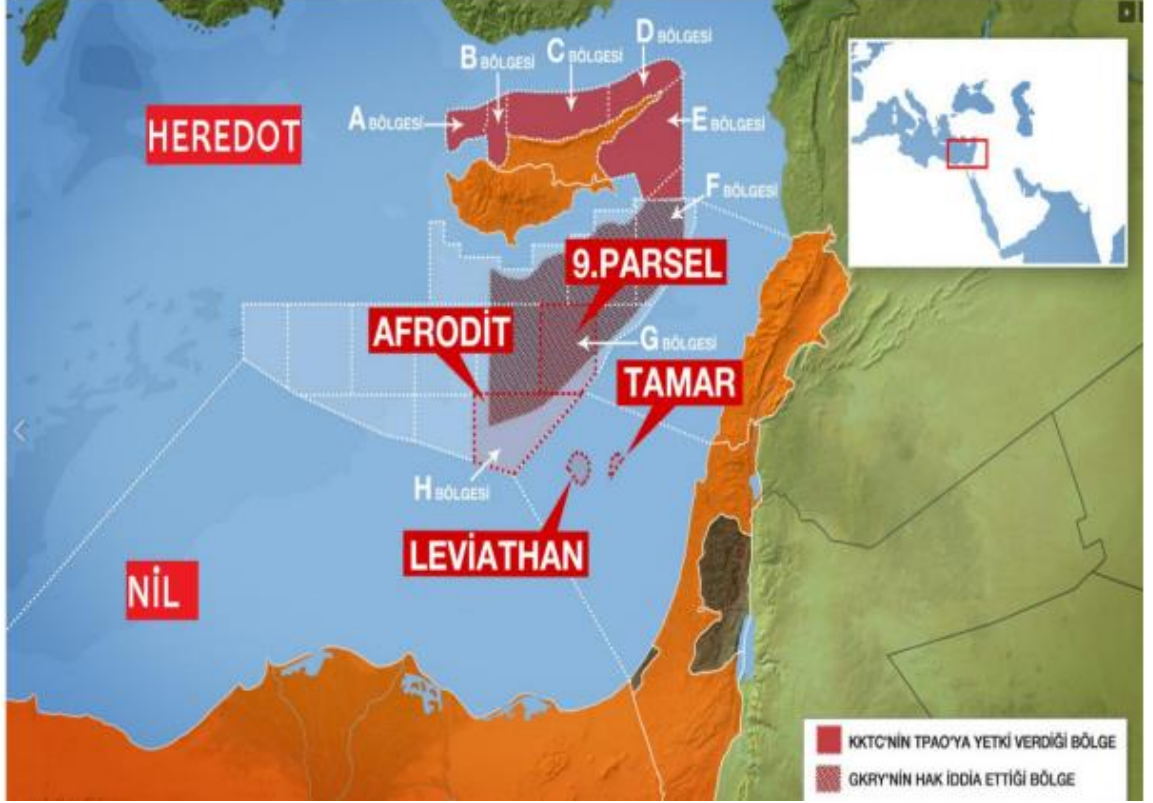 D BÖLGESİ
C BÖLGESİ
B BÖLGESİ
A BÖLGESİ
E BÖLGESİ
HEREDOT
F BÖLGESİ
9.PARSEL
AFRODİT
G BÖLGESİ
TAMAR
H BÖLGESİ
LEVİATHAN
NİL
KKTC'NİN TPAO'YA YETKİ VERDİĞİ BÖLGE
GKRY'NİN HAK İDDİA ETTİĞİ BÖLGE